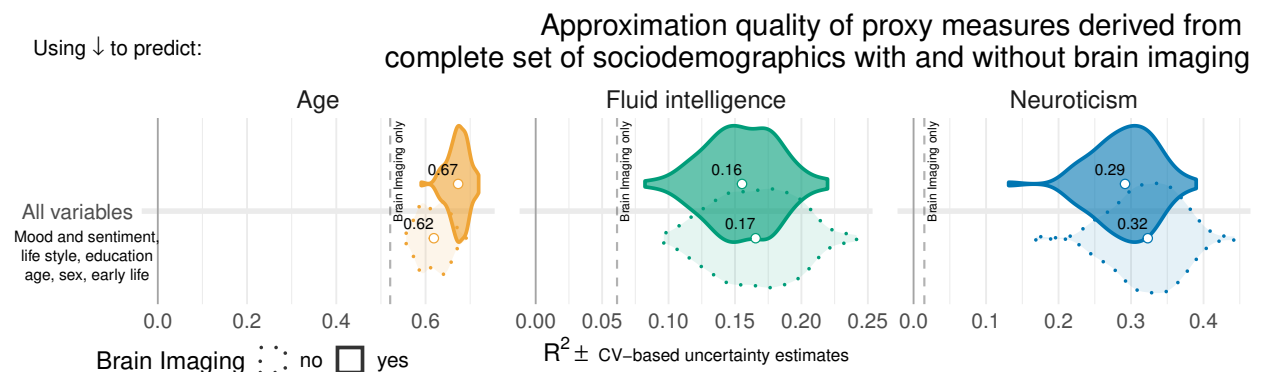 Approximation quality of proxy measures derived from
complete set of sociodemographics with and without brain imaging
Using ↓ to predict:
Age
Fluid intelligence
Neuroticism
Brain Imaging only
Brain Imaging only
Brain Imaging only
0.67
0.16
0.29
0.62
0.17
0.32
All variables
Mood and sentiment,
life style, education
age, sex, early life
0.0 0.2 0.4 0.6
0.00 0.05 0.10 0.15 0.20 0.25
0.0 0.1 0.2 0.3 0.4
R² ± CV−based uncertainty estimates
Brain Imaging no yes